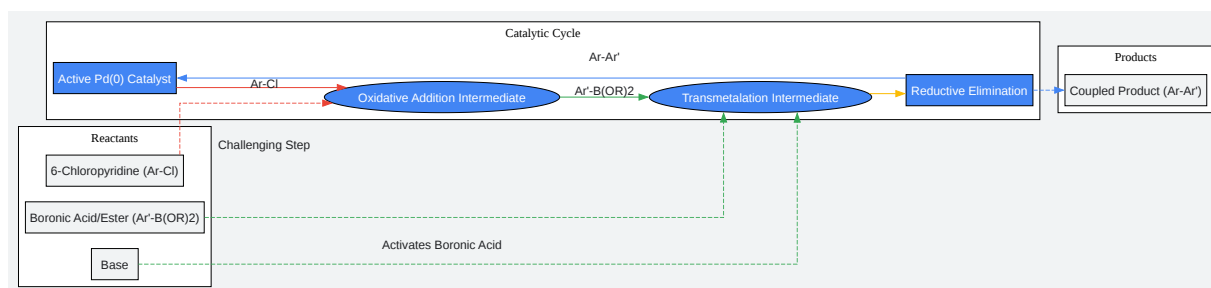 Catalytic Cycle
Ar-Ar'
Products
Active Pd(0) Catalyst
Ar-Cl
Oxidative Addition Intermediate
Ar'-B(OR)2
Transmetalation Intermediate
Reductive Elimination
Coupled Product (Ar-Ar')
Reactants
Challenging Step
6-Chloropyridine (Ar-Cl)
Boronic Acid/Ester (Ar'-B(OR)2)
Activates Boronic Acid
Base